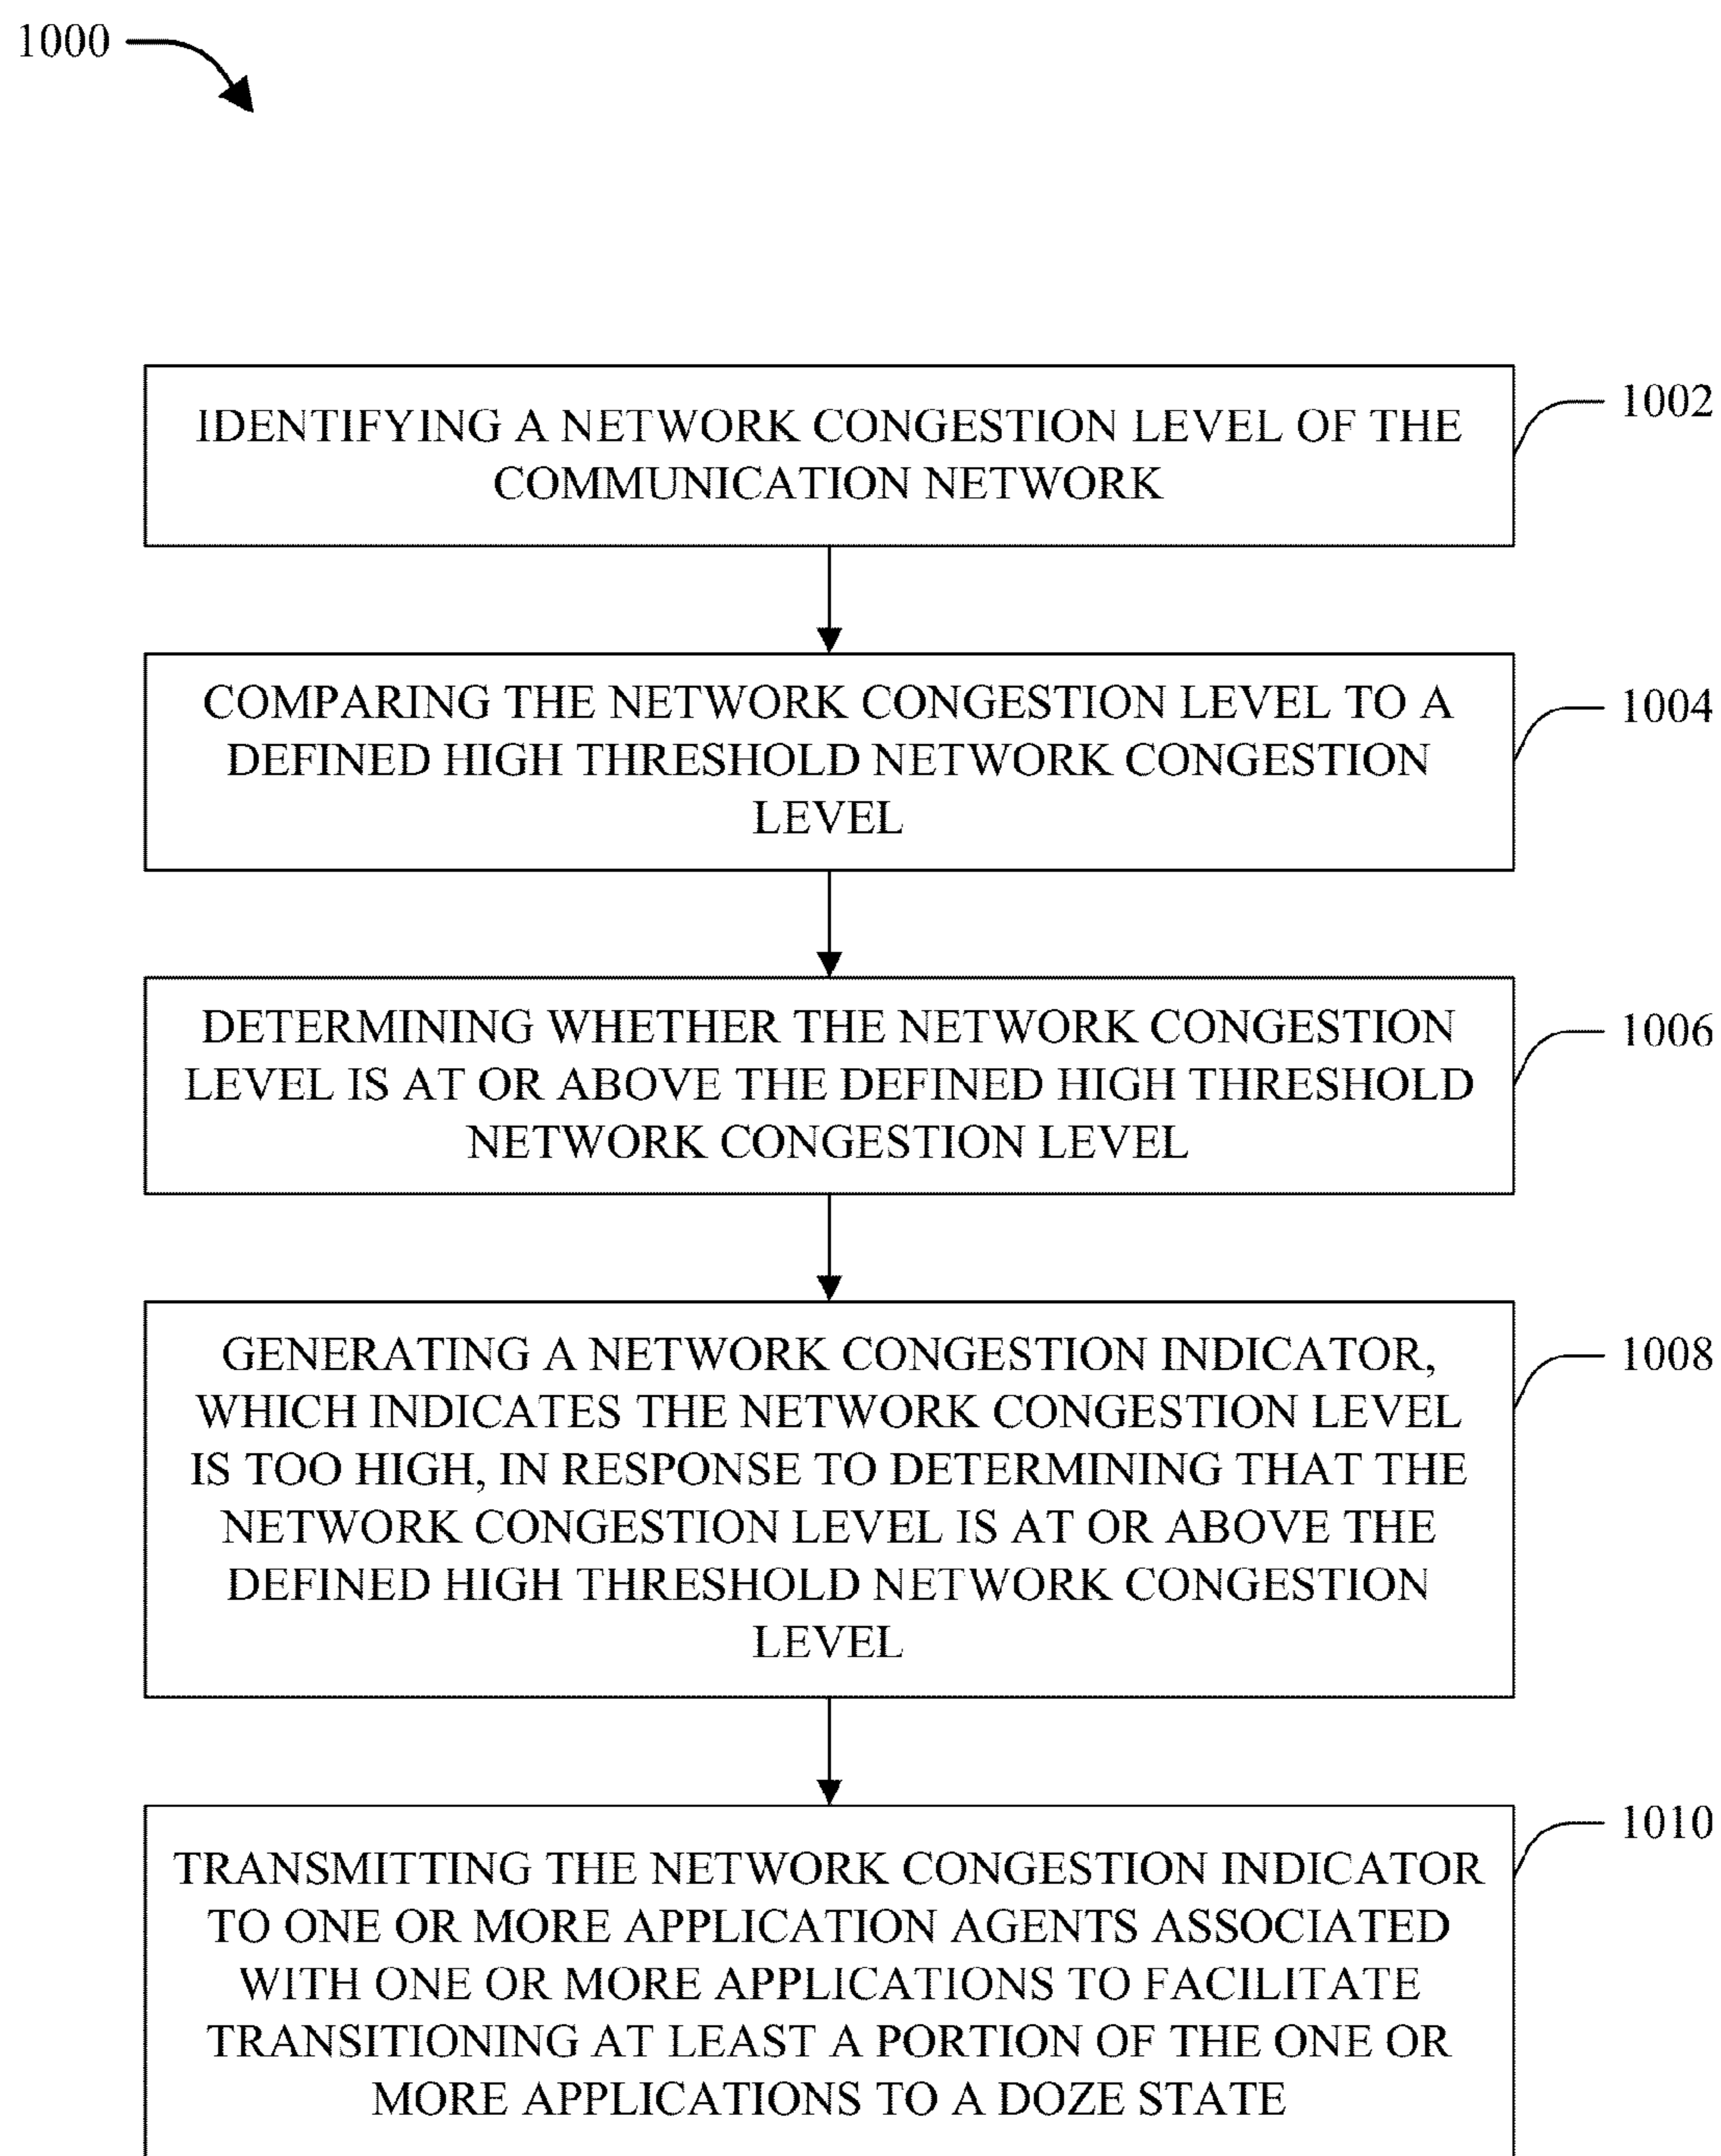 1000
IDENTIFYING A NETWORK CONGESTION LEVEL OF THE
COMMUNICATION NETWORK
1002
COMPARING THE NETWORK CONGESTION LEVEL TO A
DEFINED HIGH THRESHOLD NETWORK CONGESTION
LEVEL
1004
DETERMINING WHETHER THE NETWORK CONGESTION
LEVEL IS AT OR ABOVE THE DEFINED HIGH THRESHOLD
NETWORK CONGESTION LEVEL
1006
GENERATING A NETWORK CONGESTION INDICATOR,
WHICH INDICATES THE NETWORK CONGESTION LEVEL
IS TOO HIGH, IN RESPONSE TO DETERMINING THAT THE
NETWORK CONGESTION LEVEL IS AT OR ABOVE THE
DEFINED HIGH THRESHOLD NETWORK CONGESTION
LEVEL
1008
TRANSMITTING THE NETWORK CONGESTION INDICATOR
TO ONE OR MORE APPLICATION AGENTS ASSOCIATED
WITH ONE OR MORE APPLICATIONS TO FACILITATE
TRANSITIONING AT LEAST A PORTION OF THE ONE OR
MORE APPLICATIONS TO A DOZE STATE
1010